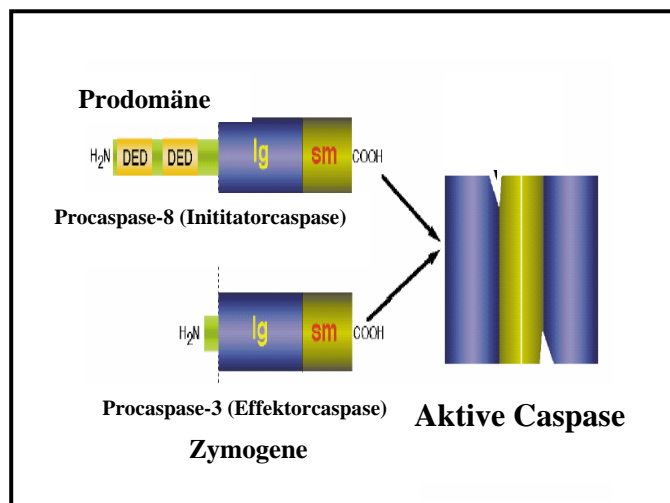 Prodomäne
H2N DED DED lg sm COOH
Procaspase-8 (Inititatorcaspase)
H2N lg sm COOH
Procaspase-3 (Effektorcaspase)
Aktive Caspase
Zymogene